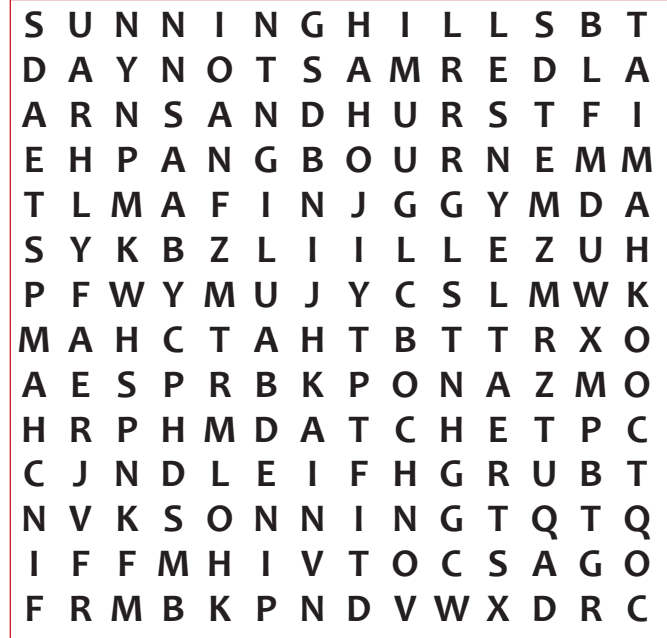 S U N N I N G H I L L S B T
D A Y N O T S A M R E D L A
A R N S A N D H U R S T F I
E H P A N G B O U R N E M M
T L M A F I N J G G Y M D A
S Y K B Z L I I L L E Z U H
P F W Y M U J Y C S L M W K
M A H C T A H T B T T R X O
A E S P R B K P O N A Z M O
H R P H M D A T C H E T P C
C J N D L E I F H G R U B T
N V K S O N N I N G T Q T Q
I F F M H I V T O C S A G O
F R M B K P N D V W X D R C